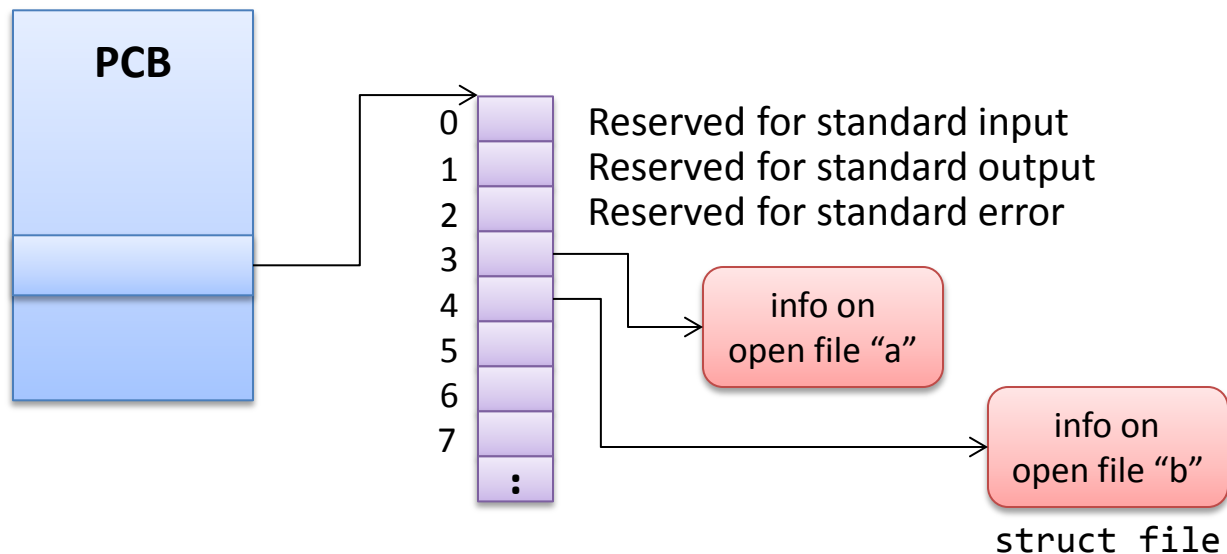 PCB
0 Reserved for standard input
1 Reserved for standard output
2 Reserved for standard error
3
4
5
6
7
:
info on
open file “a”
info on
open file “b”
struct file